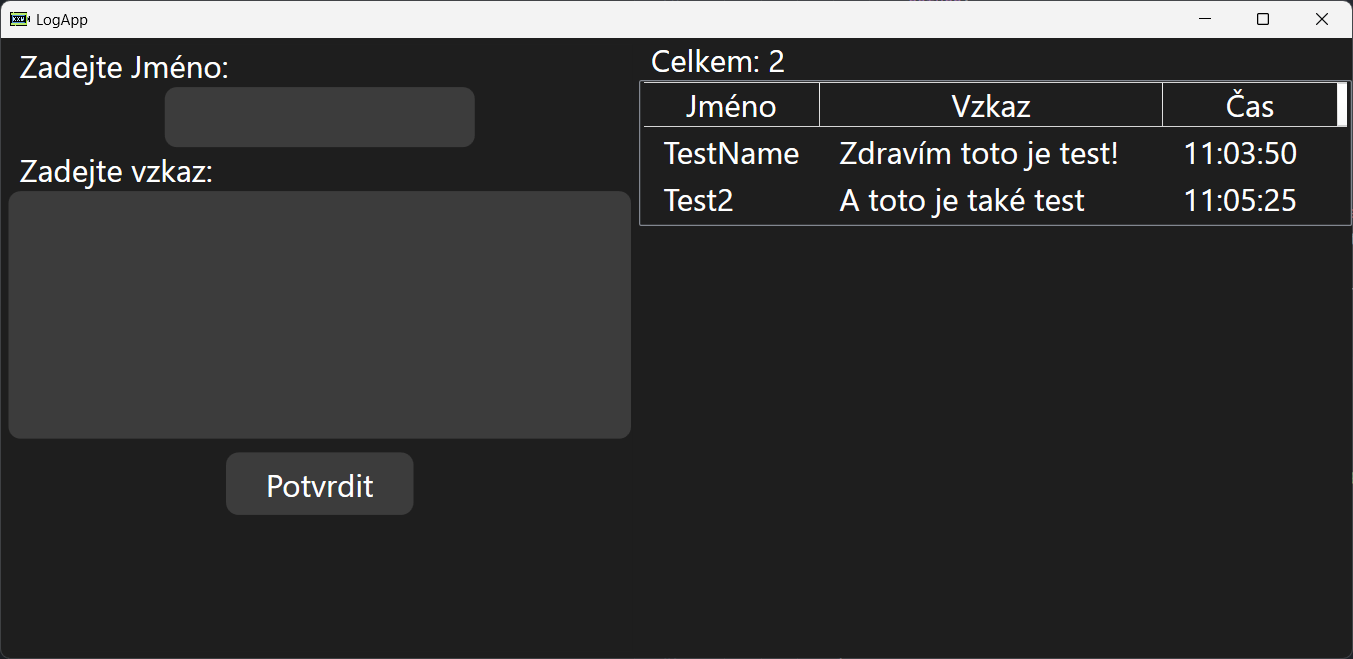 LogApp
Zadejte Jméno:
Zadejte vzkaz:
Potvrdit
Celkem: 2
Jméno Vzkaz Čas
TestName Zdravím toto je test! 11:03:50
Test2 A toto je také test 11:05:25